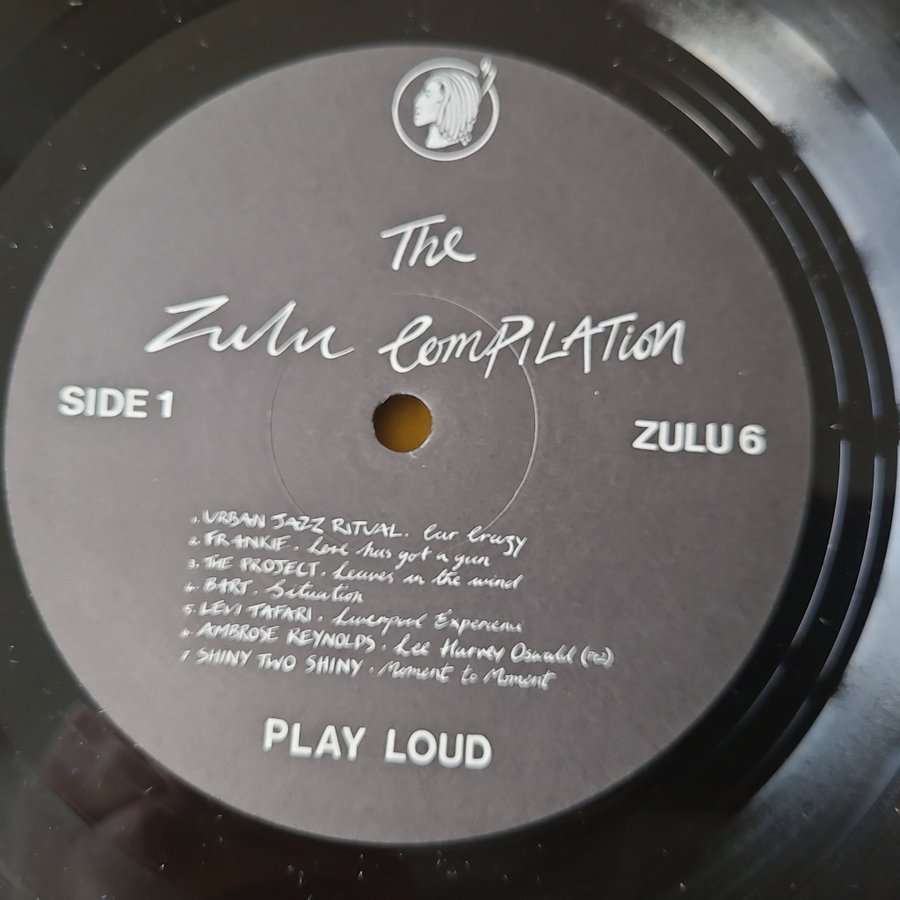 The
Zulu COMPILATION
SIDE 1
ZULU 6
1. URBAN JAZZ RITUAL. Car Crazy
2. FRANKIE. Love has got a gun
3. THE PROJECT. Leaves in the wind
4. BART. Situation
5. LEVI TAFARI. Liverpool Experience
6. AMBROSE REYNOLDS. Lee Harvey Oswald
7 SHINY TWO SHINY. Moment to Moment
PLAY LOUD